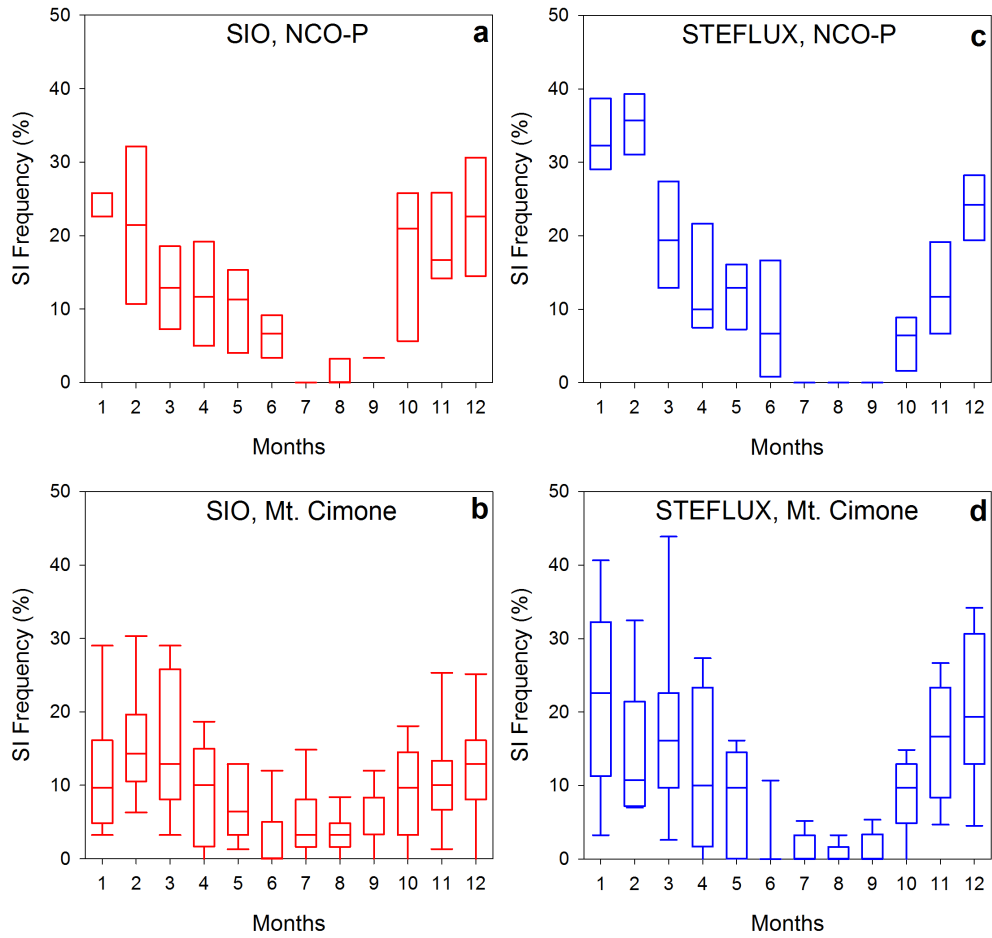 SIO, NCO-P
a
50
40
30
20
10
0
SI Frequency (%)
1 2 3 4 5 6 7 8 9 10 11 12
Months
STEFLUX, NCO-P
c
50
40
30
20
10
0
SI Frequency (%)
1 2 3 4 5 6 7 8 9 10 11 12
Months
SIO, Mt. Cimone
b
50
40
30
20
10
0
SI Frequency (%)
1 2 3 4 5 6 7 8 9 10 11 12
Months
STEFLUX, Mt. Cimone
d
50
40
30
20
10
0
SI Frequency (%)
1 2 3 4 5 6 7 8 9 10 11 12
Months